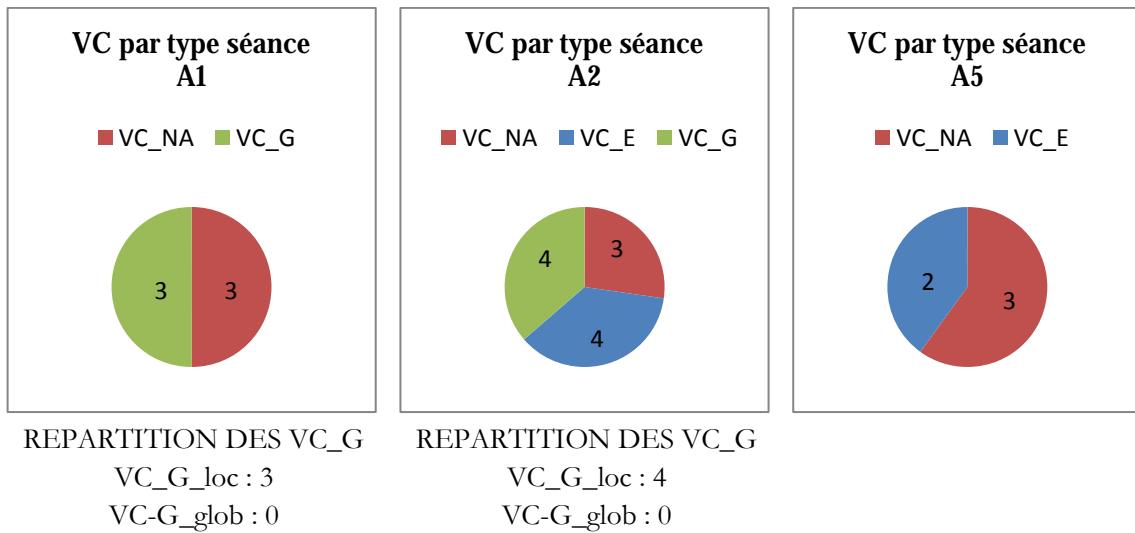 VC par type séance
A1
VC_NA VC_G
3 3
REPARTITION DES VC_G
VC_G_loc : 3
VC-G_glob : 0
VC par type séance
A2
VC_NA VC_E VC_G
4 3
4
REPARTITION DES VC_G
VC_G_loc : 4
VC-G_glob : 0
VC par type séance
A5
VC_NA VC_E
2 3